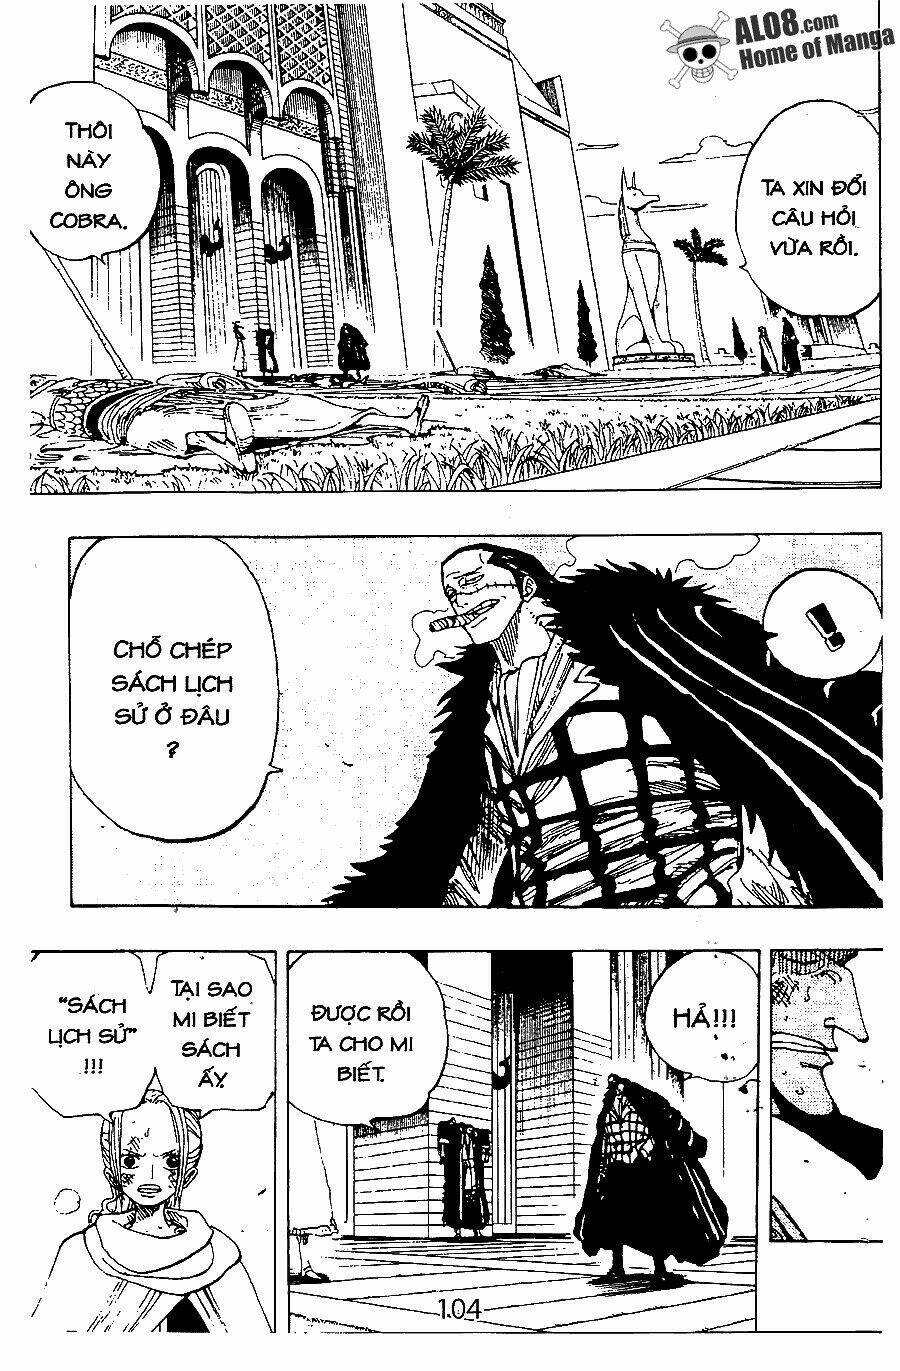 ALO8.com
Home of Manga
TA XIN ĐỔI
CÂU HỎI
VỪA RỒI.
THÔI
NÀY
ÔNG
COBRA.
!
CHỖ CHÉP
SÁCH LỊCH
SỬ Ở ĐÂU
?
HẢ!!!
ĐƯỢC RỒI
TA CHO MI
BIẾT.
TẠI SAO
MI BIẾT
SÁCH
ẤY.
“SÁCH
LỊCH SỬ”
!!!
104